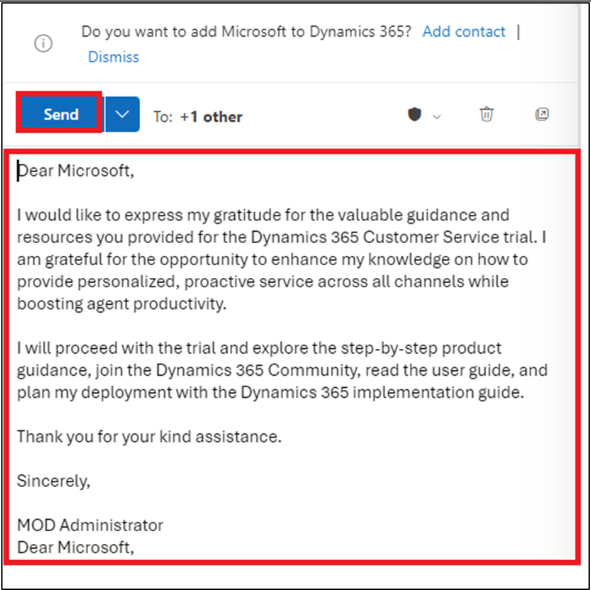 Do you want to add Microsoft to Dynamics 365? Add contact |
Dismiss
Send To: +1 other
Dear Microsoft,
I would like to express my gratitude for the valuable guidance and
resources you provided for the Dynamics 365 Customer Service trial. I
am grateful for the opportunity to enhance my knowledge on how to
provide personalized, proactive service across all channels while
boosting agent productivity.
I will proceed with the trial and explore the step-by-step product
guidance, join the Dynamics 365 Community, read the user guide, and
plan my deployment with the Dynamics 365 implementation guide.
Thank you for your kind assistance.
Sincerely,
MOD Administrator
Dear Microsoft,